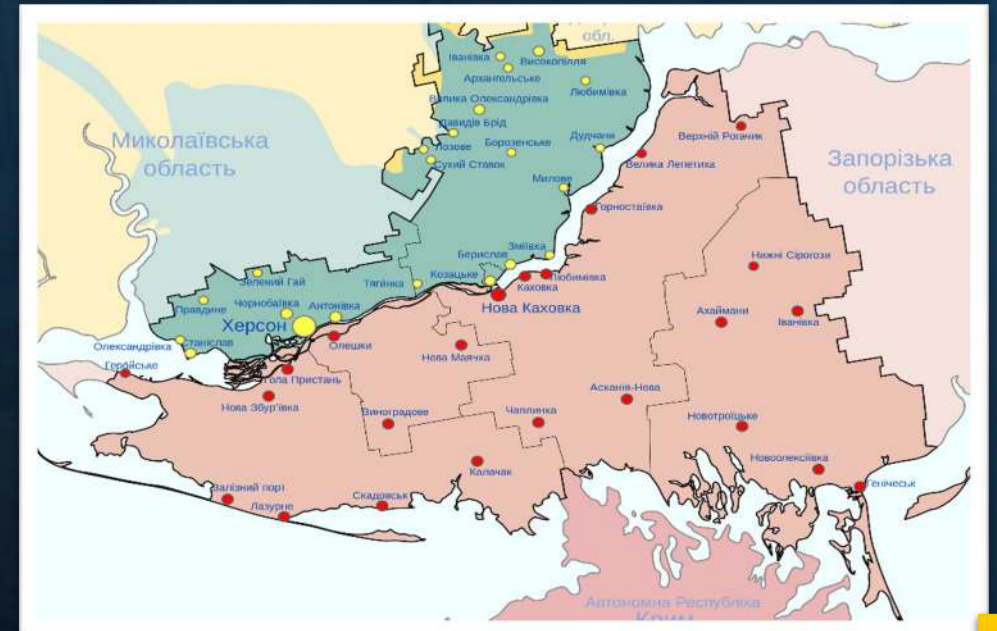 обл.
Іванівка
Високопілля
Архангельське
Любимівка
Велика Олександрівка
Давидів Брід
Дудчани
Верхній Рогачик
Миколаївська
область
Лозове
Борозенське
Велика Лепетиха
Запорізька
область
Сухий Ставок
Милове
Горностаївка
Зміївка
Берислав
Нижні Сірогози
Зелений Гай
Тягинка
Козацьке
Любимівка
Каховка
Правдине
Чорнобаївка
Антонівка
Нова Каховка
Ахаймани
Іванівка
Херсон
Олександрівка
Станіслав
Олешки
Нова Маячка
Геройське
Гола Пристань
Асканія-Нова
Нова Збур'ївка
Виноградове
Чаплинка
Новотроїцьке
Новоолексіївка
Каланчак
Генічеськ
Залізний порт
Скадовськ
Лазурне
Автономна Республіка
Крим